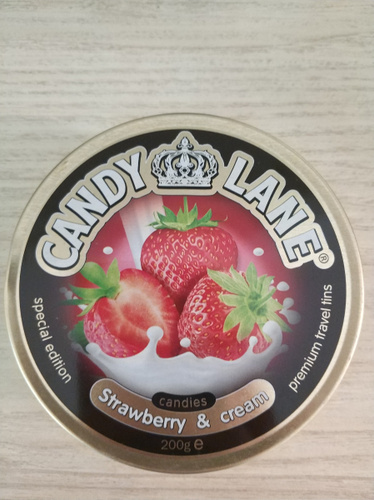 CANDY LANE®
special edition
premium travel tins
candies
Strawberry & cream
200g e